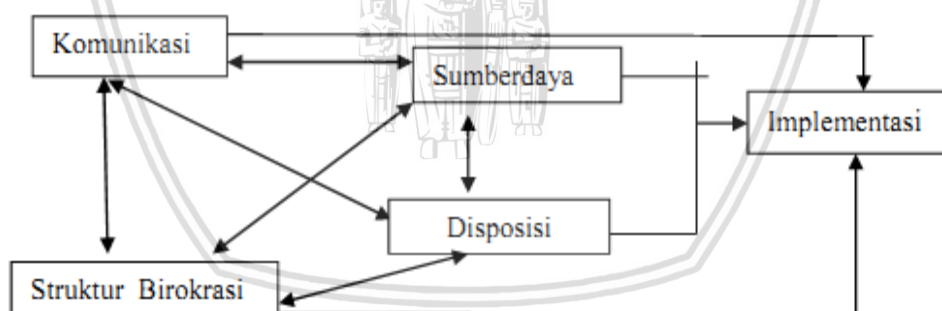 Komunikasi
Sumberdaya
Implementasi
Disposisi
Struktur Birokrasi